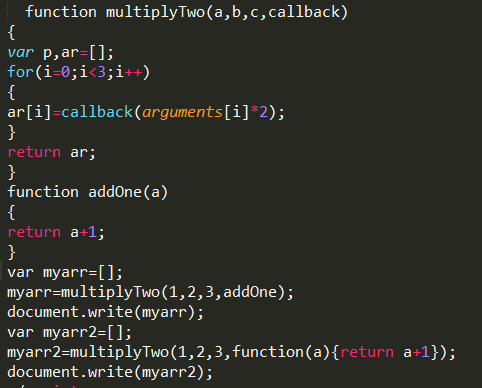 function multiplyTwo(a,b,c,callback)
{
var p,ar=[];
for(i=0;i<3;i++)
{
ar[i]=callback(arguments[i]*2);
}
return ar;
}
function addOne(a)
{
return a+1;
}
var myarr=[];
myarr=multiplyTwo(1,2,3,addOne);
document.write(myarr);
var myarr2=[];
myarr2=multiplyTwo(1,2,3,function(a){return a+1});
document.write(myarr2);